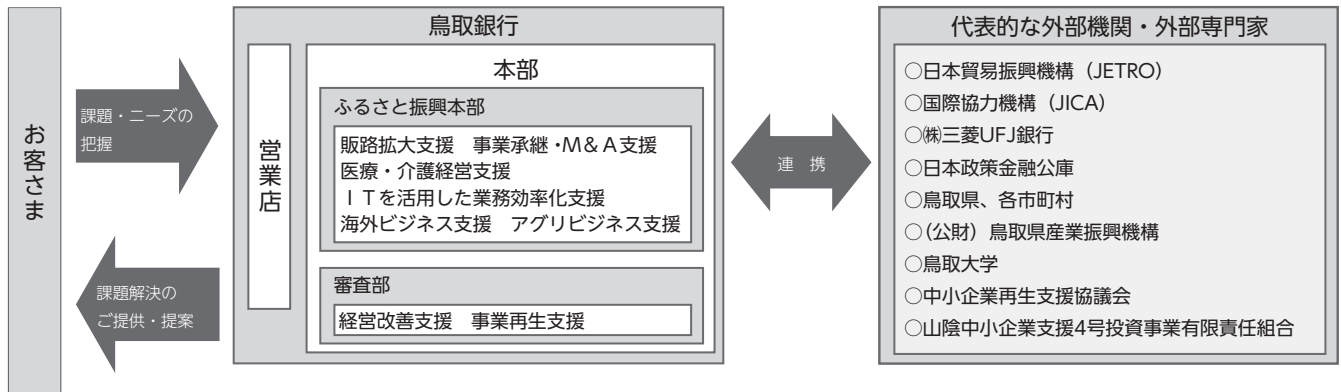 お客さま
課題・ニーズの
把握
課題解決の
ご提供・提案
鳥取銀行
営業店
本部
ふるさと振興本部
販路拡大支援　事業承継・M&A支援
医療・介護経営支援
ＩＴを活用した業務効率化支援
海外ビジネス支援　アグリビジネス支援
審査部
経営改善支援　事業再生支援
連　携
代表的な外部機関・外部専門家
○日本貿易振興機構（JETRO）
○国際協力機構（JICA）
○㈱三菱UFJ銀行
○日本政策金融公庫
○鳥取県、各市町村
○(公財）鳥取県産業振興機構
○鳥取大学
○中小企業再生支援協議会
○山陰中小企業支援4号投資事業有限責任組合